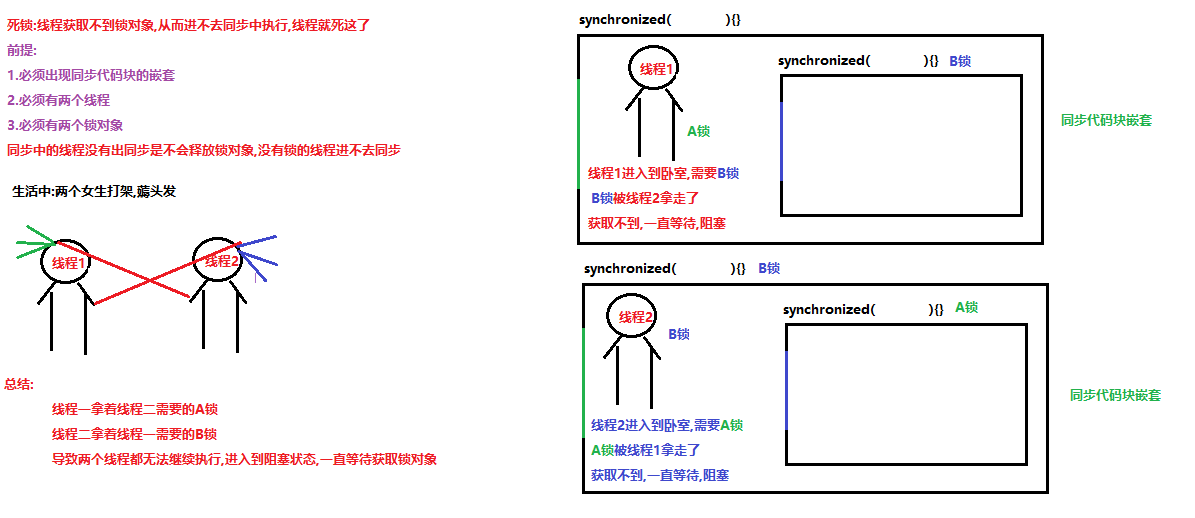 死锁:线程获取不到锁对象,从而进不去同步中执行,线程就死这了
前提:
1.必须出现同步代码块的嵌套
2.必须有两个线程
3.必须有两个锁对象
同步中的线程没有出同步是不会释放锁对象,没有锁的线程进不去同步
生活中:两个女生打架,薅头发
线程1
线程2
总结:
线程一拿着线程二需要的A锁
线程二拿着线程一需要的B锁
导致两个线程都无法继续执行,进入到阻塞状态,一直等待获取锁对象
synchronized( ){}
线程1
A锁
synchronized( ){} B锁
线程1进入到卧室,需要B锁
B锁被线程2拿走了
获取不到,一直等待,阻塞
同步代码块嵌套
synchronized( ){} B锁
线程2
B锁
synchronized( ){} A锁
线程2进入到卧室,需要A锁
A锁被线程1拿走了
获取不到,一直等待,阻塞
同步代码块嵌套